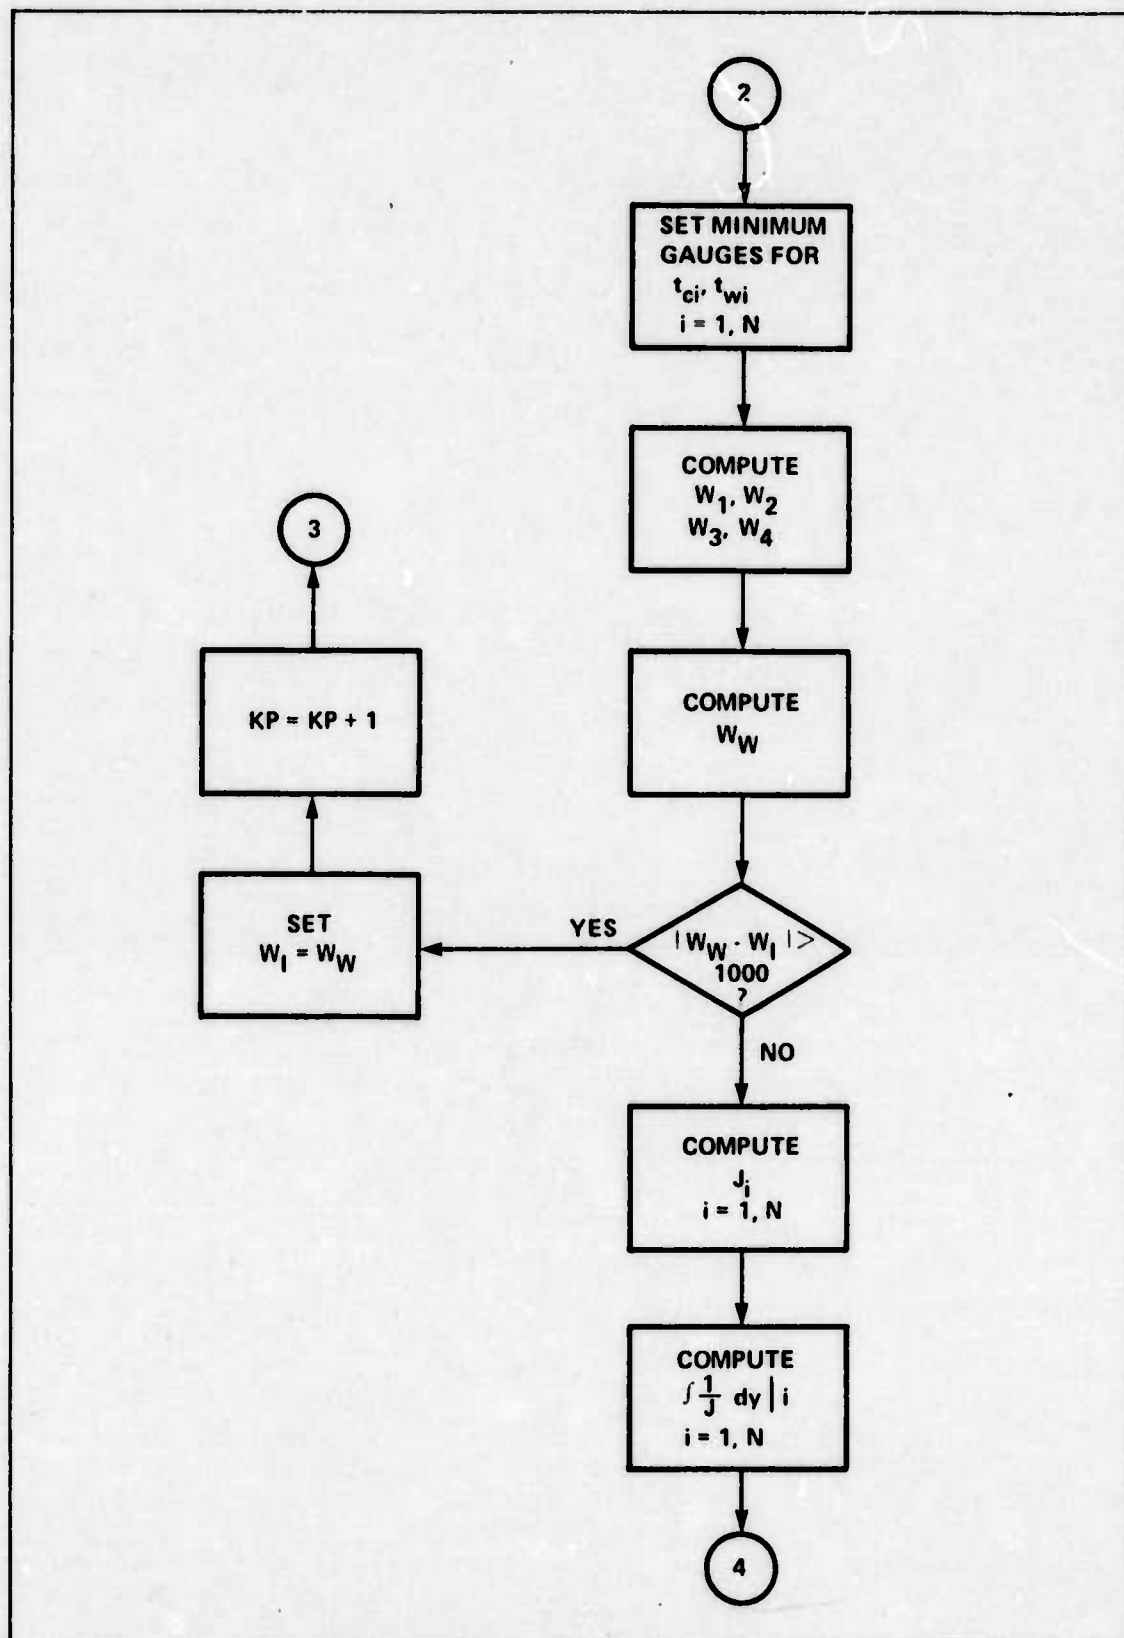 2
SET MINIMUM
GAUGES FOR
t_ci, t_wi
i = 1, N
COMPUTE
W_1, W_2
W_3, W_4
3
COMPUTE
W_W
KP = KP + 1
SET
W_I = W_W
YES
| W_W - W_I | >
1000
?
NO
COMPUTE
J_i
i = 1, N
COMPUTE
∫ 1/J dy | i
i = 1, N
4